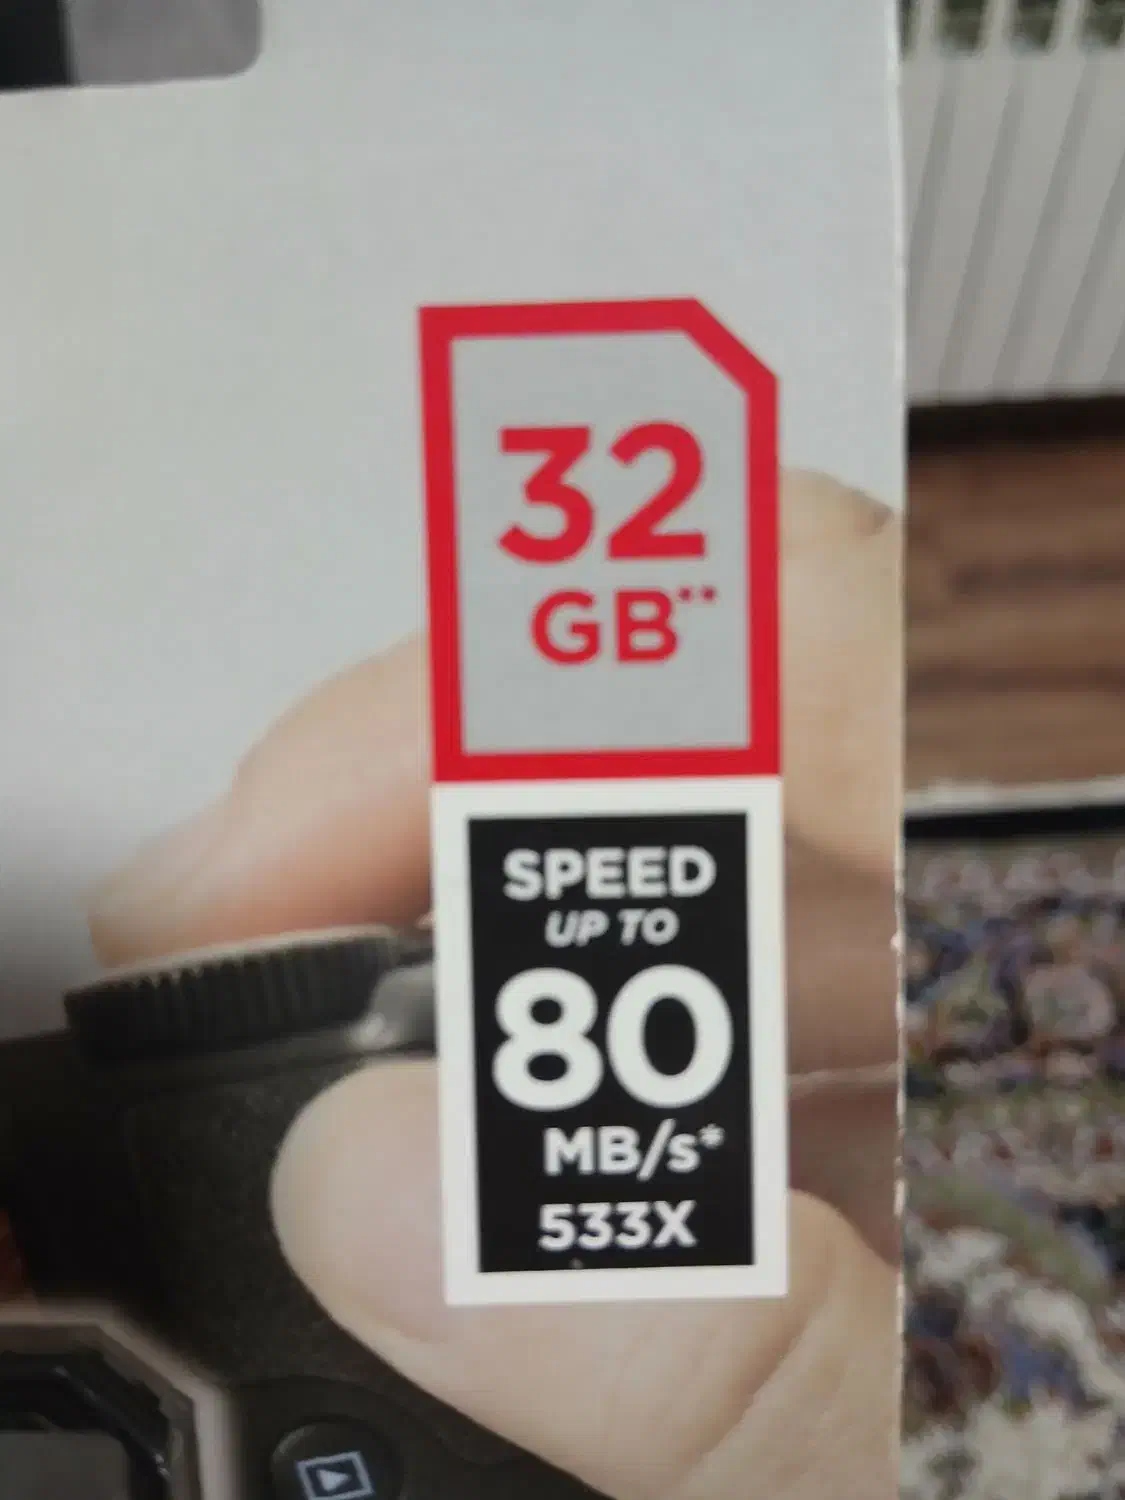 32
GB**
SPEED
UP TO
80
MB/s*
533X